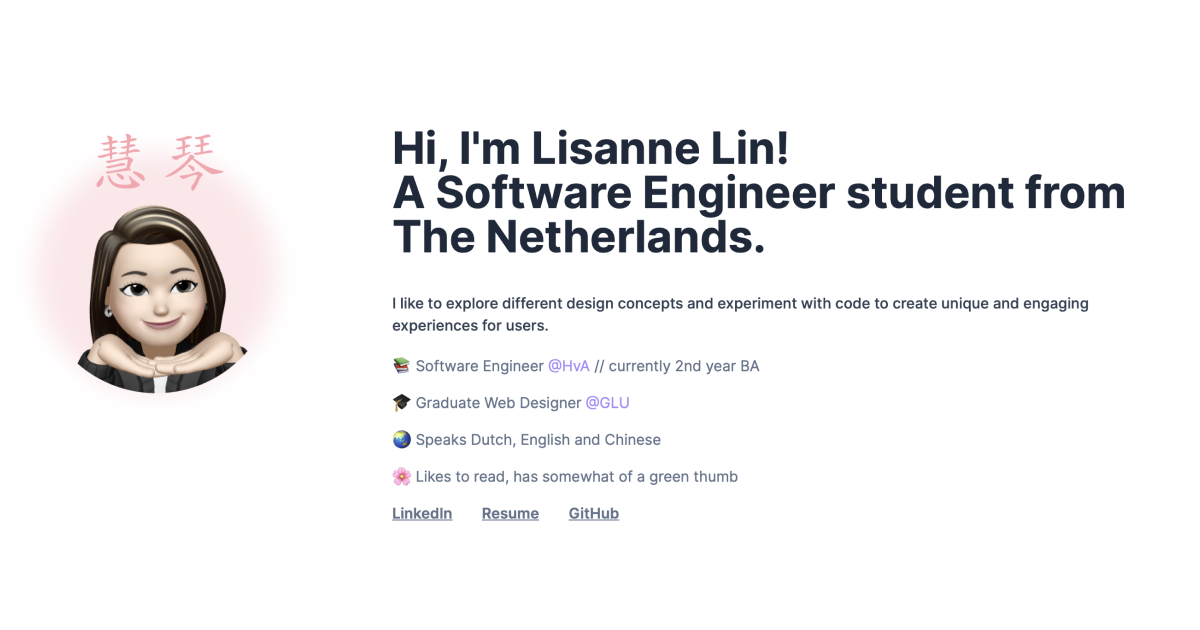 慧 琴
Hi, I'm Lisanne Lin!
A Software Engineer student from
The Netherlands.
I like to explore different design concepts and experiment with code to create unique and engaging
experiences for users.
📚 Software Engineer @HvA // currently 2nd year BA
🎓 Graduate Web Designer @GLU
🌏 Speaks Dutch, English and Chinese
🌸 Likes to read, has somewhat of a green thumb
LinkedIn Resume GitHub